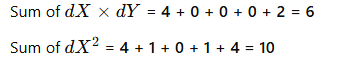 Sum of dX × dY = 4 + 0 + 0 + 0 + 2 = 6
Sum of dX² = 4 + 1 + 0 + 1 + 4 = 10